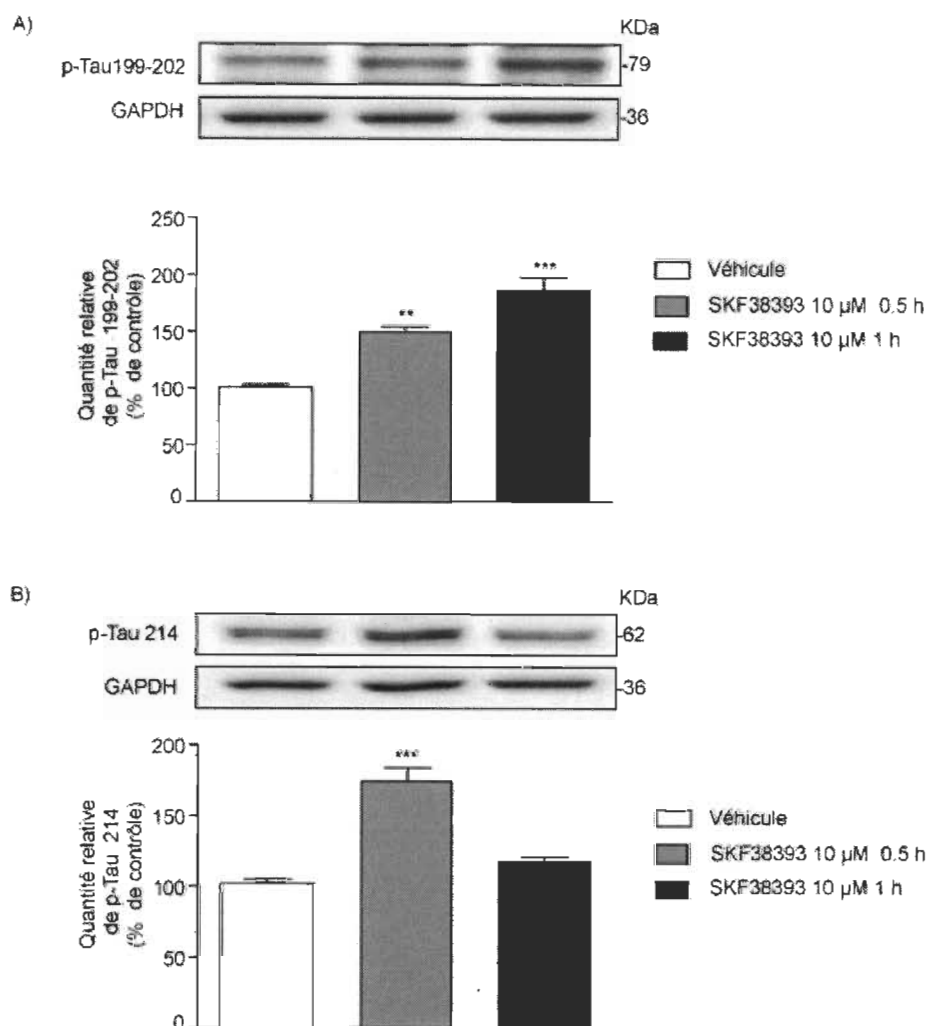 A)
KDa
p-Tau199-202
-79
GAPDH
-36
Quantité relative
de p-Tau 199-202
(% de contrôle)
250
200
150
100
50
0
**
***
Véhicule
SKF38393 10 µM 0.5 h
SKF38393 10 µM 1 h
B)
KDa
p-Tau 214
-62
GAPDH
-36
Quantité relative
de p-Tau 214
(% de contrôle)
200
150
100
50
0
***
Véhicule
SKF38393 10 µM 0.5 h
SKF38393 10 µM 1 h